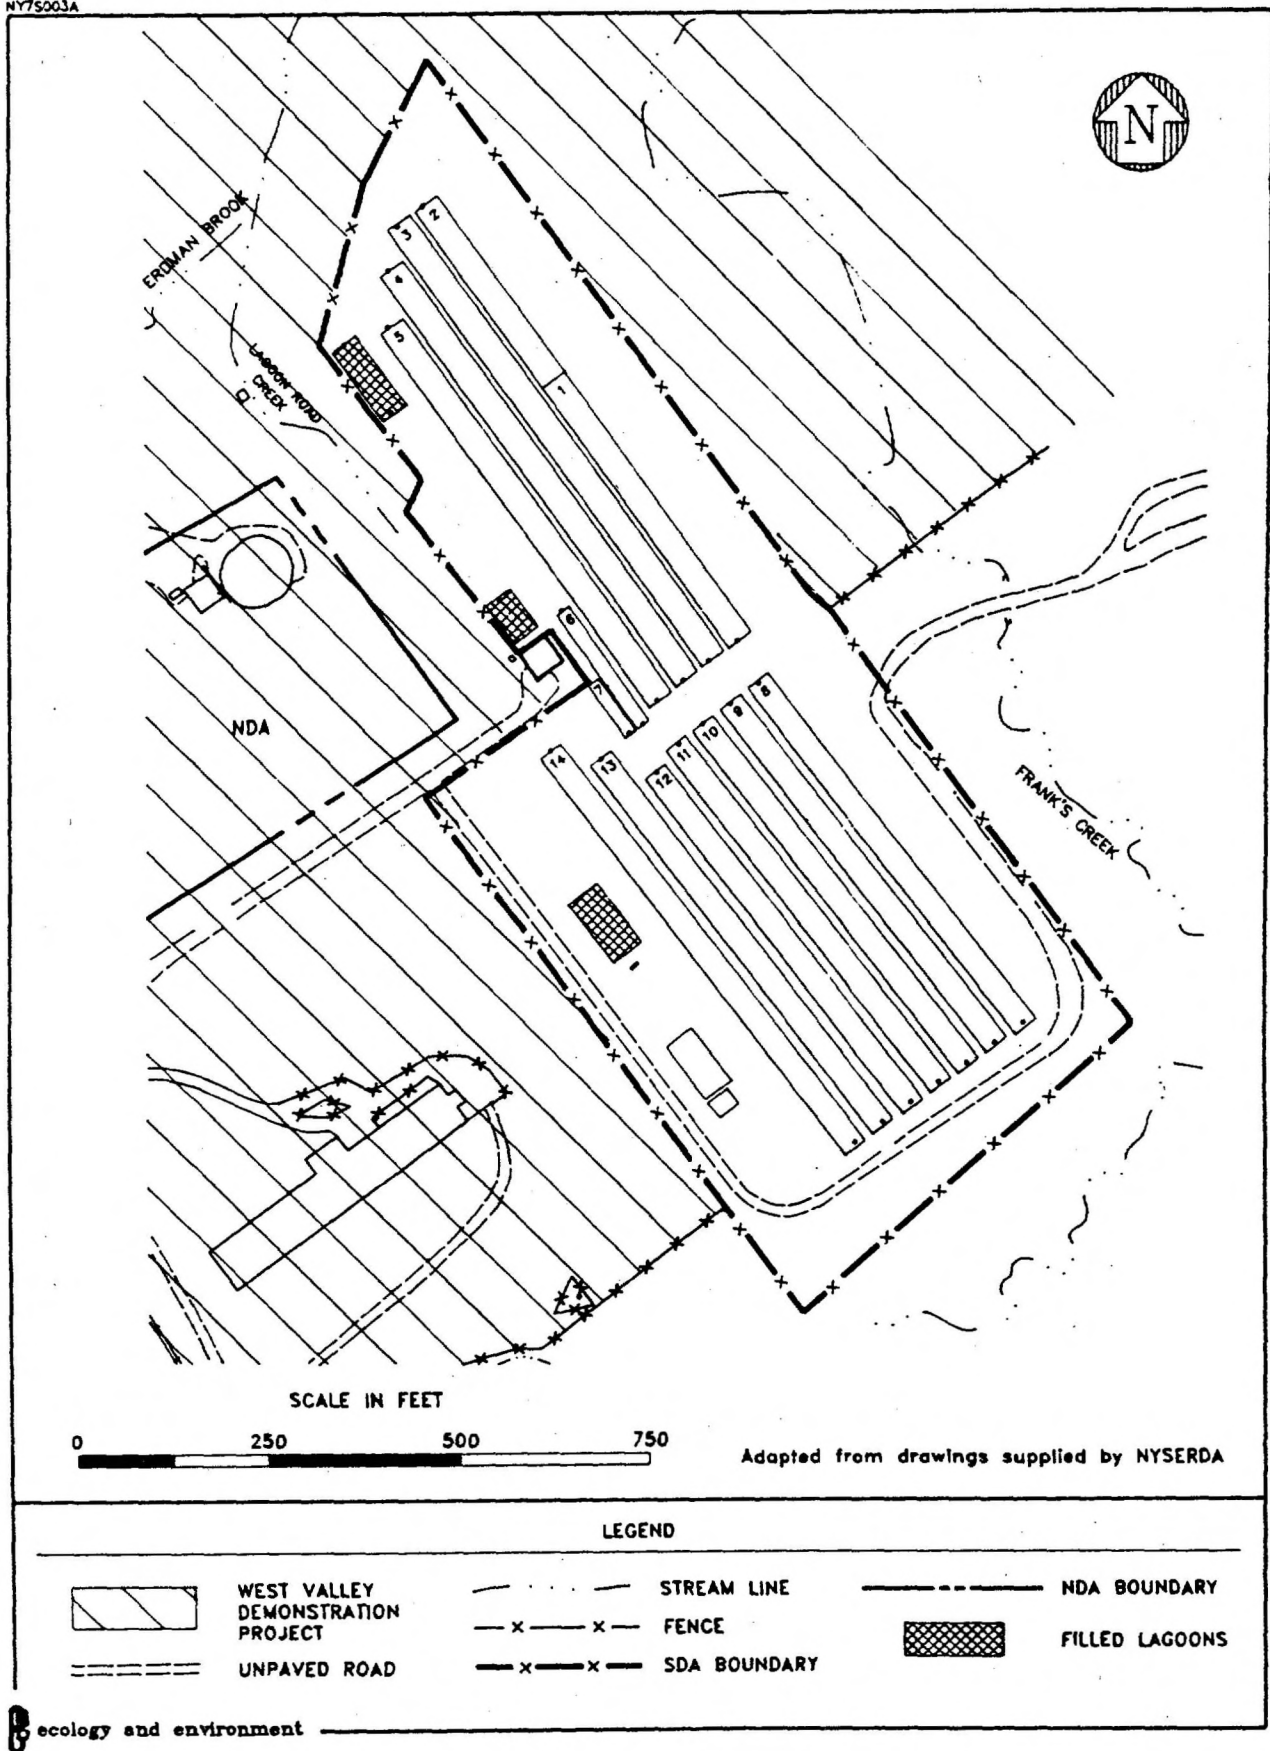 NY7S003A
N
ERDMAN BROOK
LAGOON ROAD
CREEK
2
3
4
5
1
6
7
NDA
8
9
10
11
12
13
14
FRANK'S CREEK
SCALE IN FEET
0 250 500 750
Adapted from drawings supplied by NYSERDA
LEGEND
WEST VALLEY
DEMONSTRATION
PROJECT
UNPAVED ROAD
STREAM LINE
FENCE
SDA BOUNDARY
NDA BOUNDARY
FILLED LAGOONS
ecology and environment